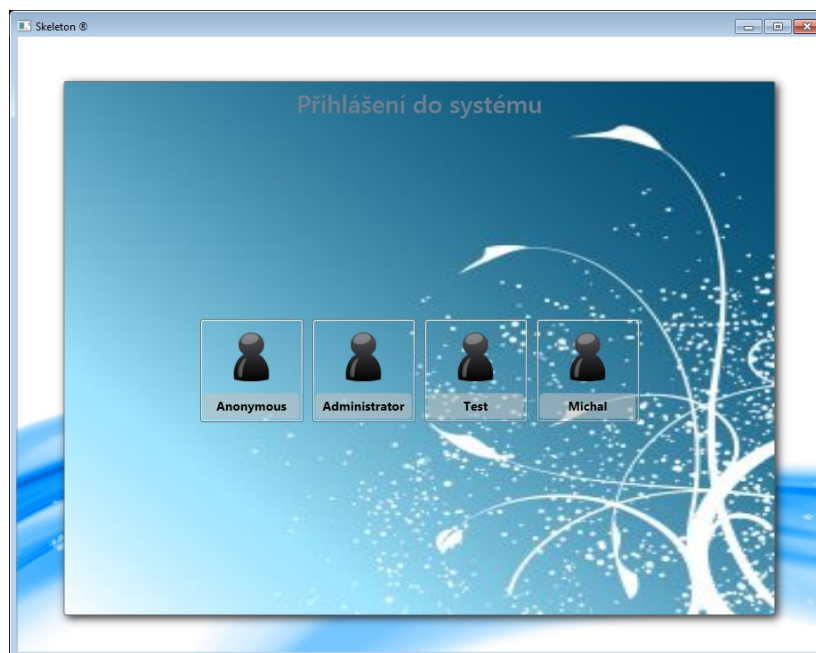 Skeleton ®
Přihlášení do systému
Anonymous Administrator Test Michal